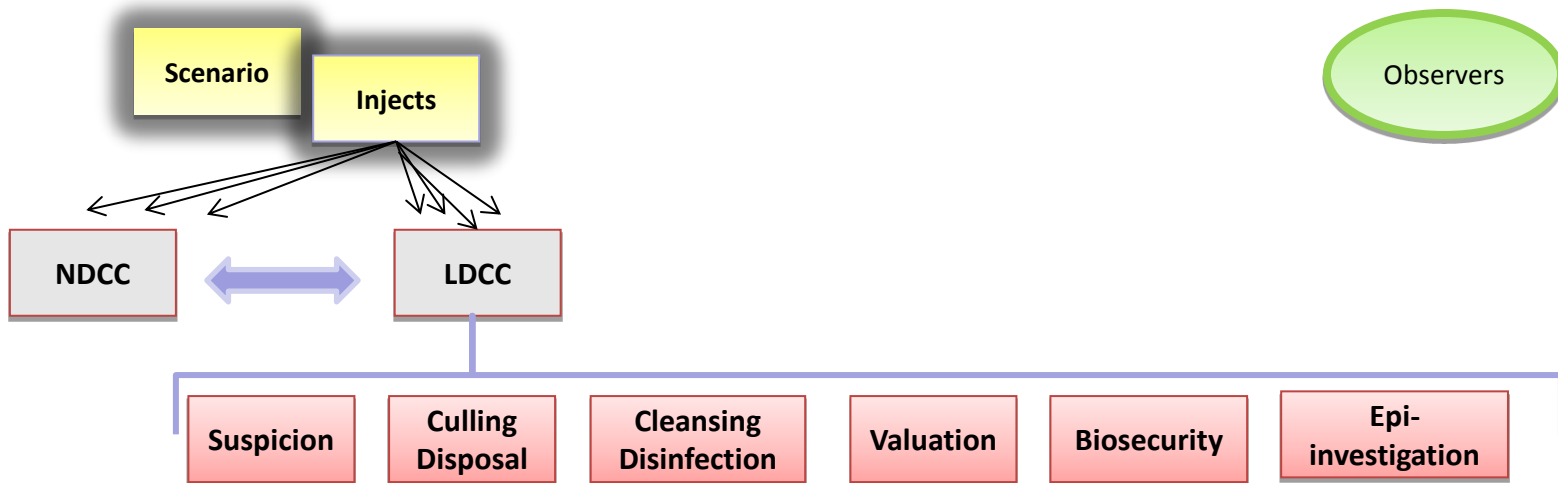 Scenario
Injects
Observers
NDCC
LDCC
Suspicion
Culling
Disposal
Cleansing
Disinfection
Valuation
Biosecurity
Epi-
investigation